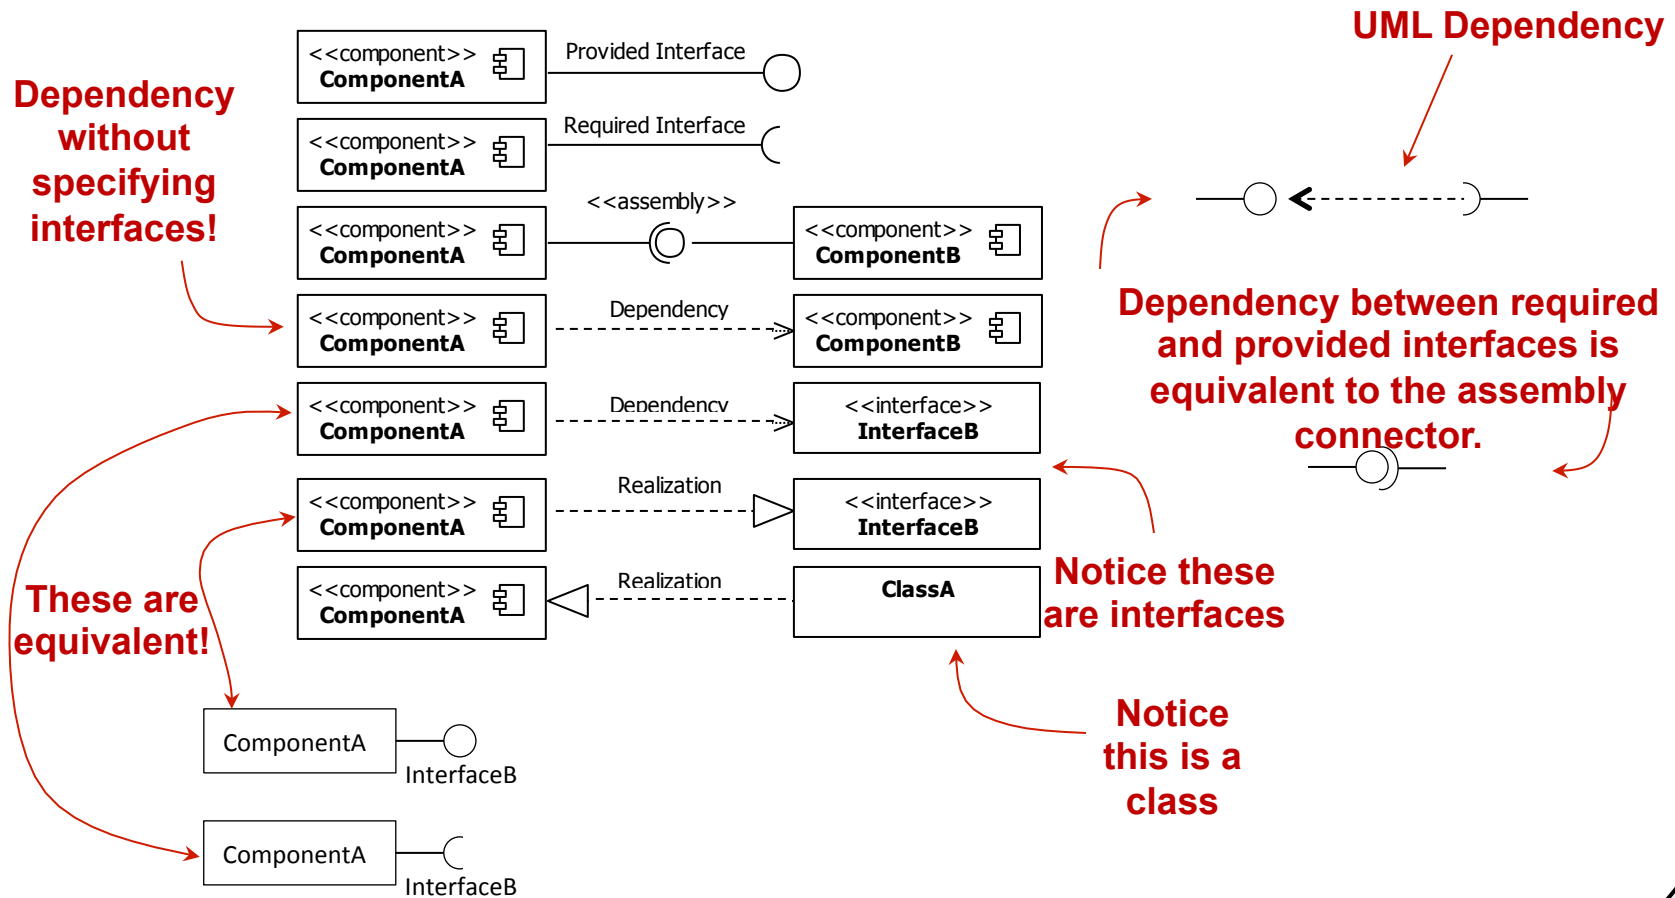 UML Dependency
<<component>>
ComponentA
Provided Interface
Dependency
without
specifying
interfaces!
<<component>>
ComponentA
Required Interface
<<component>>
ComponentA
<<assembly>>
<<component>>
ComponentB
<<component>>
ComponentA
Dependency
<<component>>
ComponentB
Dependency between required
and provided interfaces is
equivalent to the assembly
connector.
<<component>>
ComponentA
Dependency
<<interface>>
InterfaceB
<<component>>
ComponentA
Realization
<<interface>>
InterfaceB
Notice these
are interfaces
These are
equivalent!
<<component>>
ComponentA
Realization
ClassA
Notice
this is a
class
ComponentA
InterfaceB
ComponentA
InterfaceB